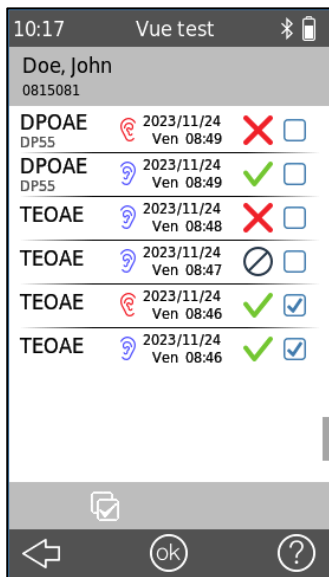 10:17 Vue test
Doe, John
0815081
DPOAE 2023/11/24
DP55 Ven 08:49
DPOAE 2023/11/24
DP55 Ven 08:49
TEOAE 2023/11/24
Ven 08:48
TEOAE 2023/11/24
Ven 08:47
TEOAE 2023/11/24
Ven 08:46
TEOAE 2023/11/24
Ven 08:46
ok ?